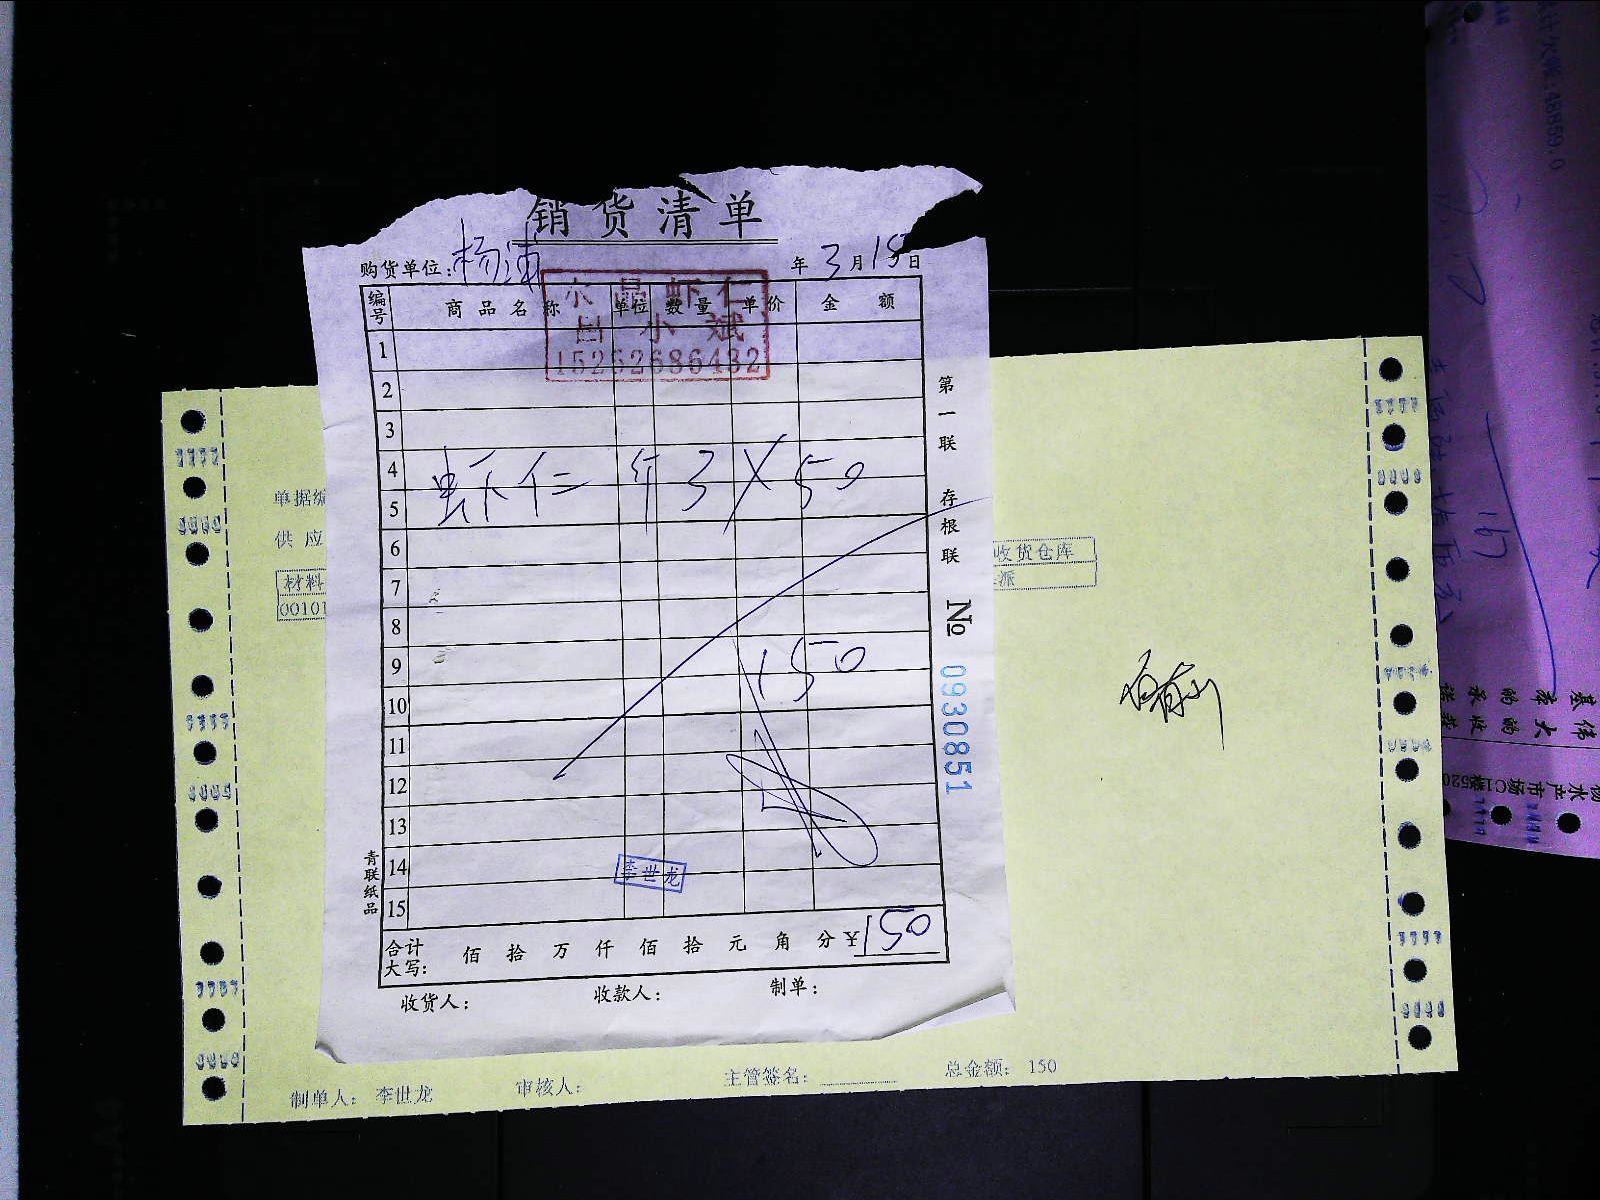 销货清单
购货单位：杨浦 年 3 月 15 日
编号 商品名称 单位 数量 单价 金额
水晶虾仁
吕小斌
15252686432
1
2
3
4
虾仁 斤 3 × 50
5
6
7
8
9
150
10
11
12
13
14
李世龙
15
合计大写： 佰 拾 万 仟 佰 拾 元 角 分 ¥150
收货人： 收款人： 制单：
第一联 存根联 No 0930851
青联纸品
单据编
供应
材料
00101
收货仓库
派
制单人： 李世龙 审核人： 主管签名： 总金额： 150